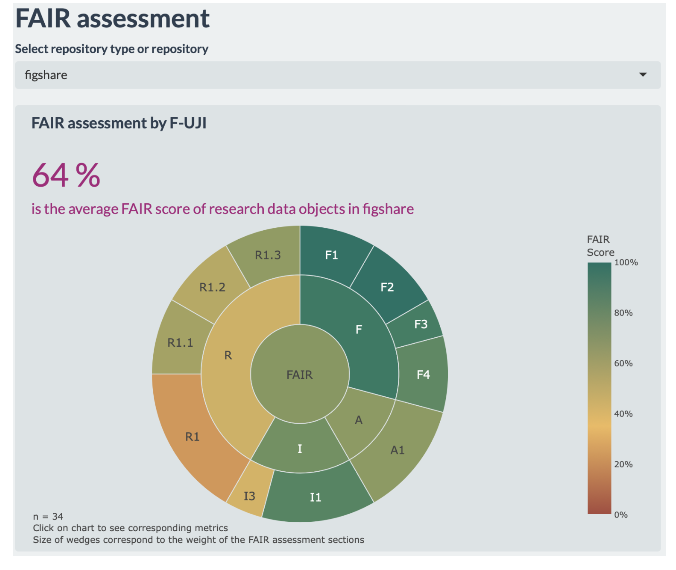 FAIR assessment
Select repository type or repository
figshare
FAIR assessment by F-UJI
64 %
is the average FAIR score of research data objects in figshare
FAIR
Score
100%
80%
60%
40%
20%
0%
R1.3
F1
R1.2
F2
F
F3
R1.1
R
FAIR
F4
A
A1
R1
I
I3
I1
n = 34
Click on chart to see corresponding metrics
Size of wedges correspond to the weight of the FAIR assessment sections